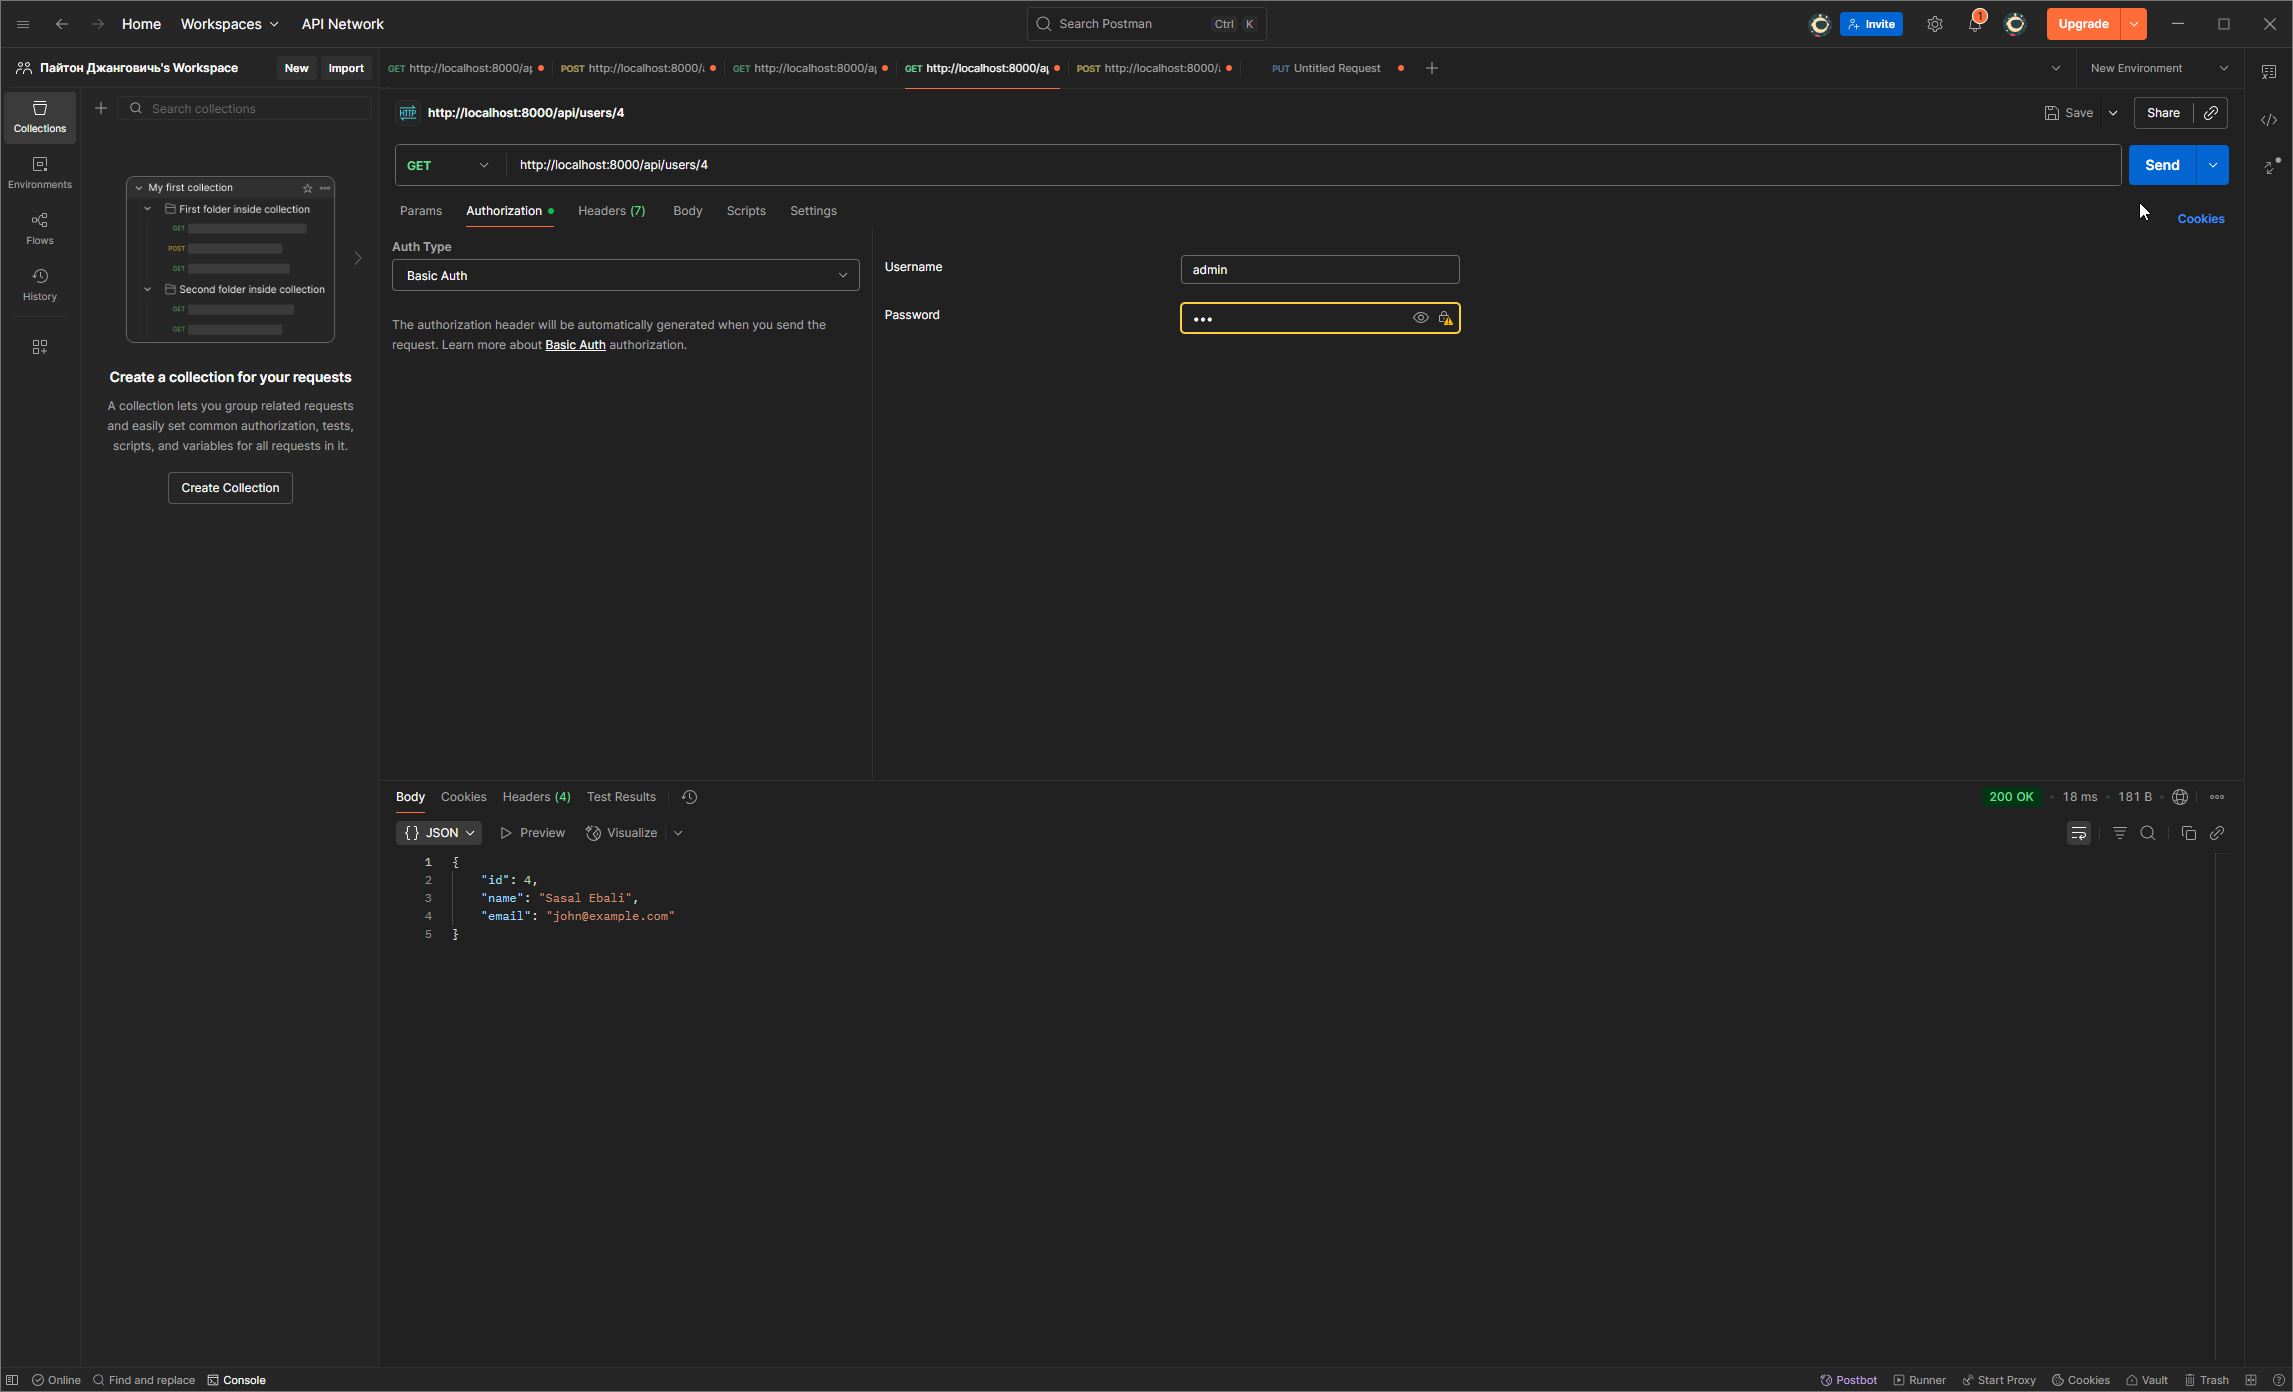 Home Workspaces API Network Search Postman Ctrl K Invite 1 Upgrade
Пайтон Джанговичь's Workspace New Import GET http://localhost:8000/a POST http://localhost:8000/ GET http://localhost:8000/a GET http://localhost:8000/a POST http://localhost:8000/ PUT Untitled Request New Environment
Collections
Environments
Flows
History
Search collections
My first collection
First folder inside collection
GET
POST
GET
Second folder inside collection
GET
GET
Create a collection for your requests
A collection lets you group related requests
and easily set common authorization, tests,
scripts, and variables for all requests in it.
Create Collection
HTTP http://localhost:8000/api/users/4 Save Share
GET http://localhost:8000/api/users/4 Send
Params Authorization Headers (7) Body Scripts Settings Cookies
Auth Type
Basic Auth
The authorization header will be automatically generated when you send the
request. Learn more about Basic Auth authorization.
Username admin
Password •••
Body Cookies Headers (4) Test Results 200 OK • 18 ms • 181 B
{} JSON Preview Visualize
1 {
2 "id": 4,
3 "name": "Sasal Ebali",
4 "email": "john@example.com"
5 }
Online Find and replace Console Postbot Runner Start Proxy Cookies Vault Trash